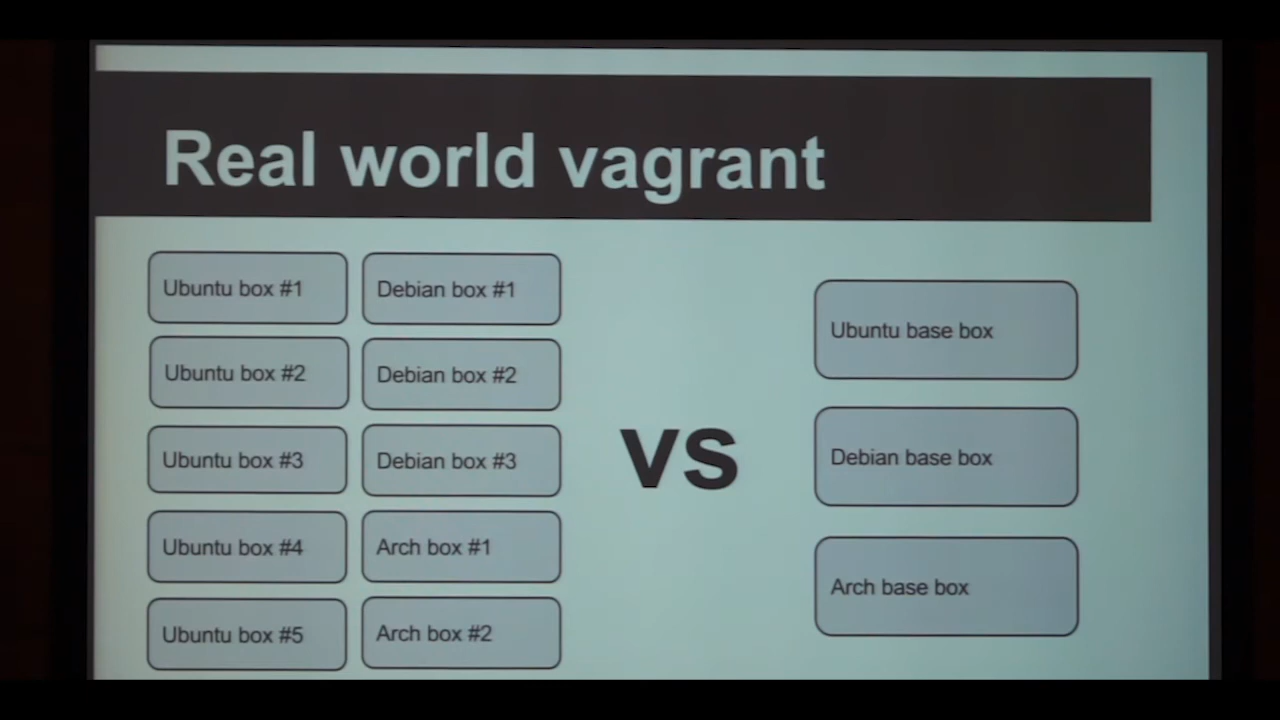 Real world vagrant
Ubuntu box #1
Ubuntu box #2
Ubuntu box #3
Ubuntu box #4
Ubuntu box #5
Debian box #1
Debian box #2
Debian box #3
Arch box #1
Arch box #2
vs
Ubuntu base box
Debian base box
Arch base box